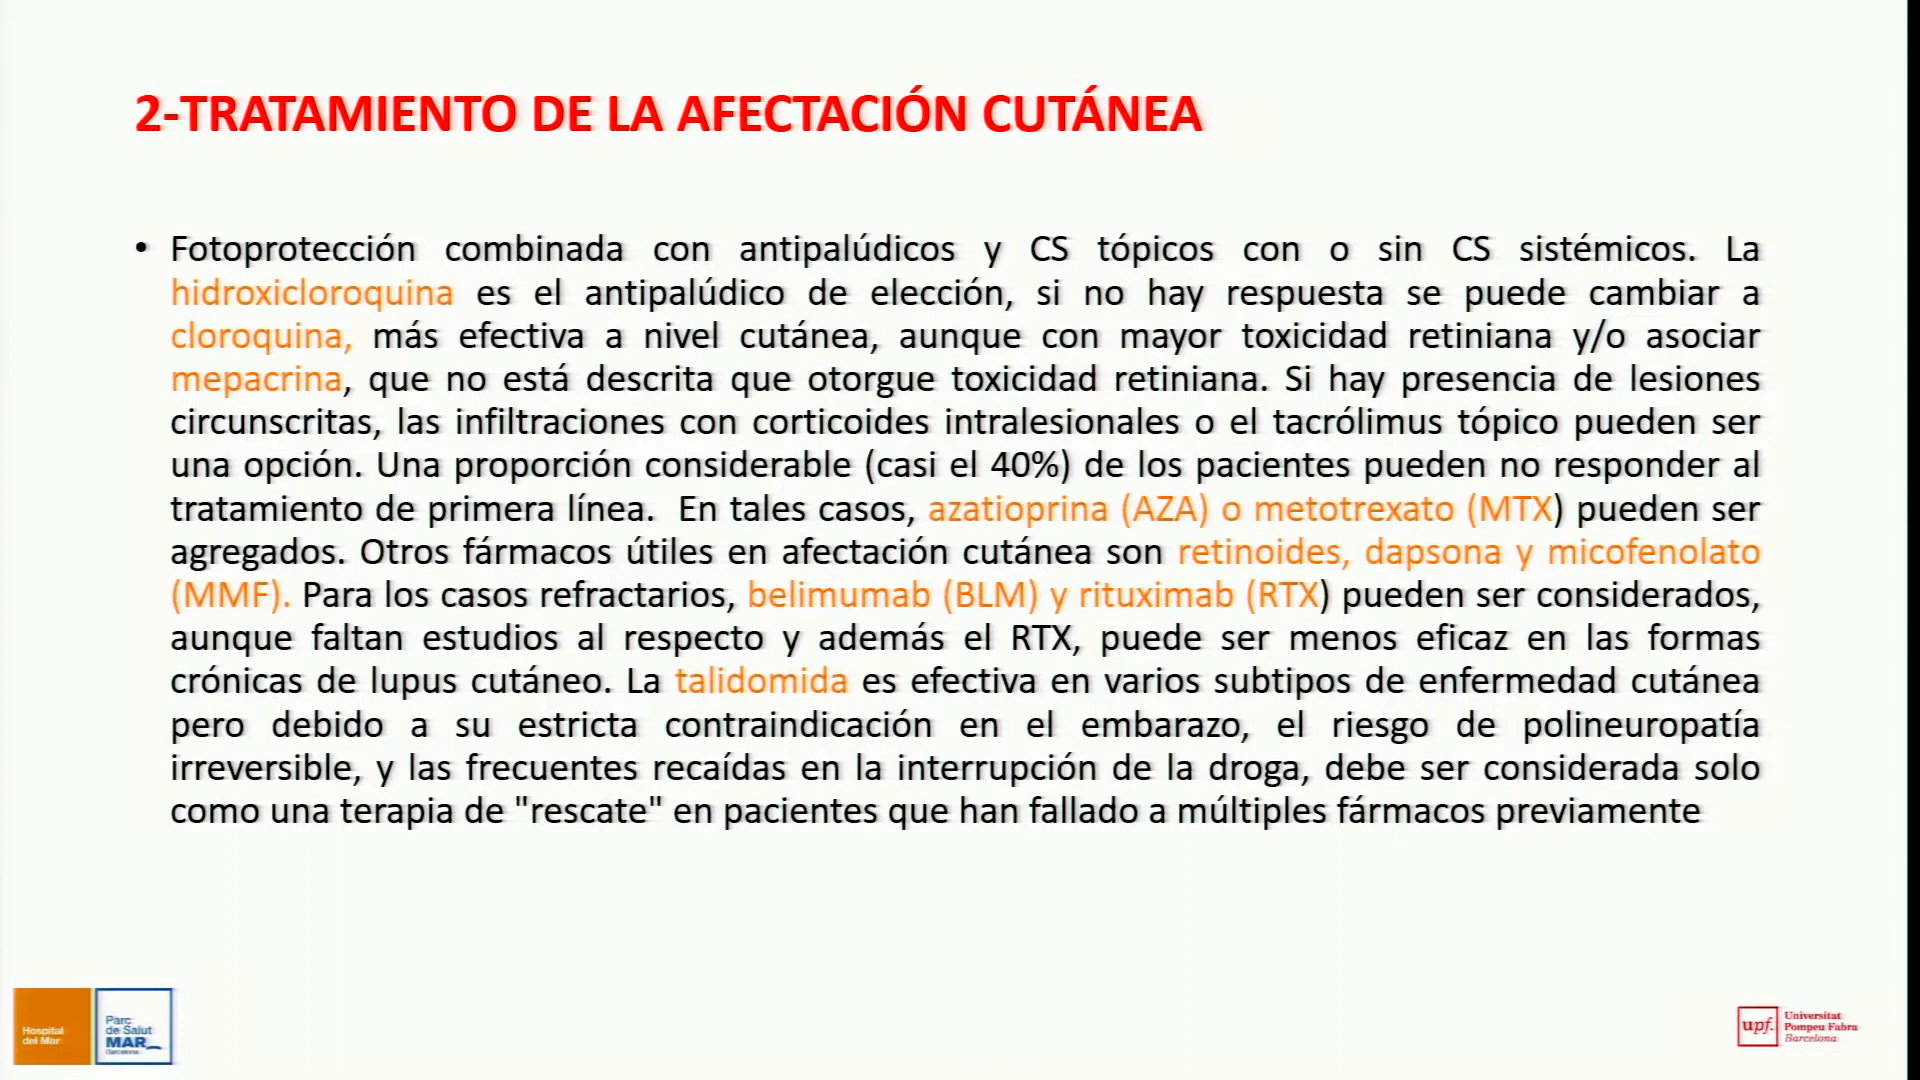 2-TRATAMIENTO DE LA AFECTACIÓN CUTÁNEA
• Fotoprotección combinada con antipalúdicos y CS tópicos con o sin CS sistémicos. La
hidroxicloroquina es el antipalúdico de elección, si no hay respuesta se puede cambiar a
cloroquina, más efectiva a nivel cutánea, aunque con mayor toxicidad retiniana y/o asociar
mepacrina, que no está descrita que otorgue toxicidad retiniana. Si hay presencia de lesiones
circunscritas, las infiltraciones con corticoides intralesionales o el tacrólimus tópico pueden ser
una opción. Una proporción considerable (casi el 40%) de los pacientes pueden no responder al
tratamiento de primera línea. En tales casos, azatioprina (AZA) o metotrexato (MTX) pueden ser
agregados. Otros fármacos útiles en afectación cutánea son retinoides, dapsona y micofenolato
(MMF). Para los casos refractarios, belimumab (BLM) y rituximab (RTX) pueden ser considerados,
aunque faltan estudios al respecto y además el RTX, puede ser menos eficaz en las formas
crónicas de lupus cutáneo. La talidomida es efectiva en varios subtipos de enfermedad cutánea
pero debido a su estricta contraindicación en el embarazo, el riesgo de polineuropatía
irreversible, y las frecuentes recaídas en la interrupción de la droga, debe ser considerada solo
como una terapia de "rescate" en pacientes que han fallado a múltiples fármacos previamente
Hospital
del Mar
Parc
de Salut
MAR
Barcelona
upf.
Universitat
Pompeu Fabra
Barcelona